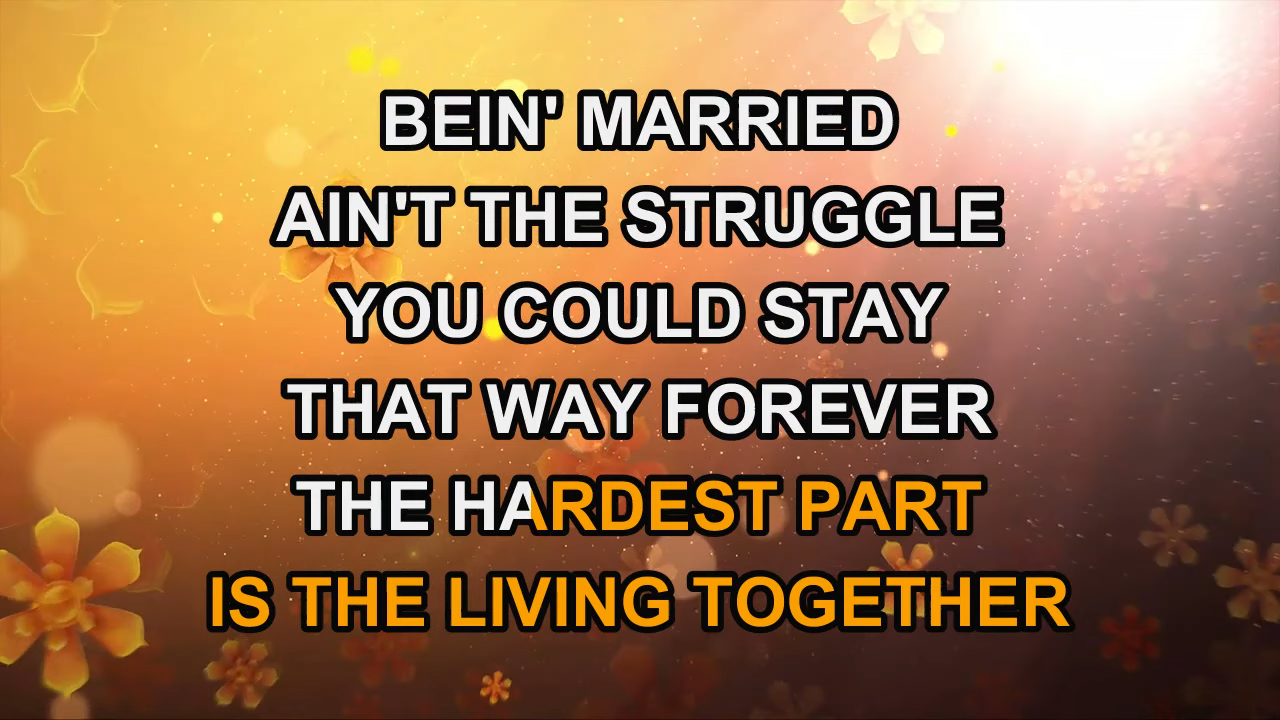 BEIN' MARRIED
AIN'T THE STRUGGLE
YOU COULD STAY
THAT WAY FOREVER
THE HARDEST PART
IS THE LIVING TOGETHER